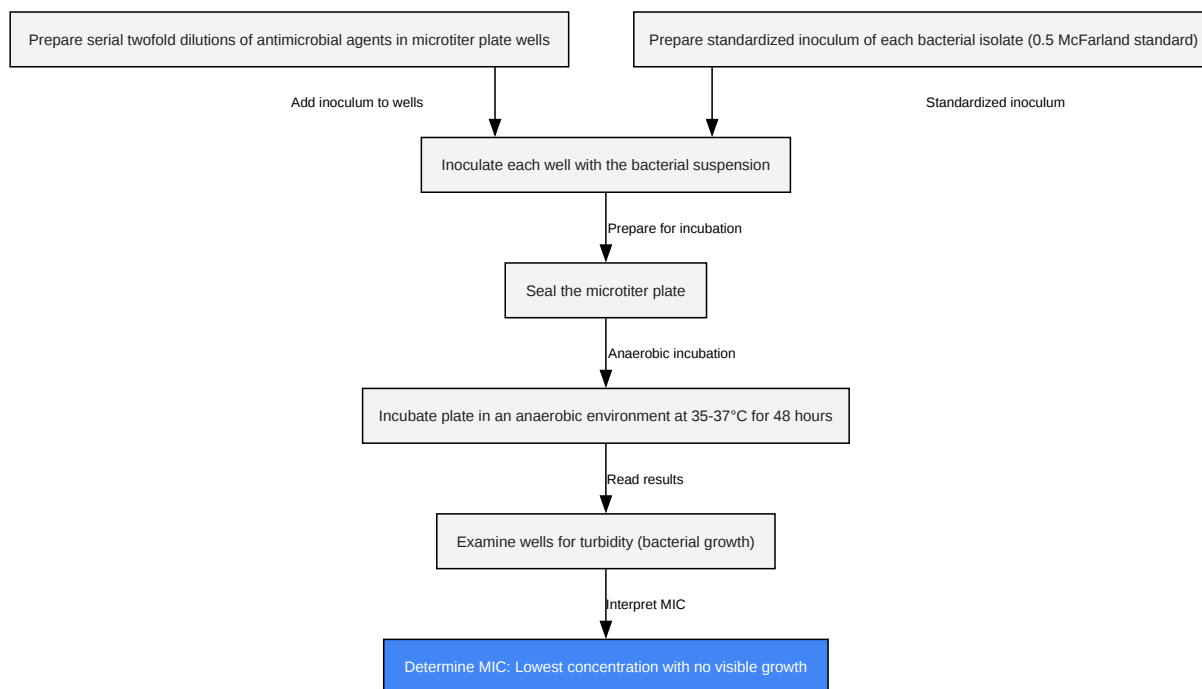 Prepare serial twofold dilutions of antimicrobial agents in microtiter plate wells
Prepare standardized inoculum of each bacterial isolate (0.5 McFarland standard)
Add inoculum to wells
Standardized inoculum
Inoculate each well with the bacterial suspension
Prepare for incubation
Seal the microtiter plate
Anaerobic incubation
Incubate plate in an anaerobic environment at 35-37°C for 48 hours
Read results
Examine wells for turbidity (bacterial growth)
Interpret MIC
Determine MIC: Lowest concentration with no visible growth